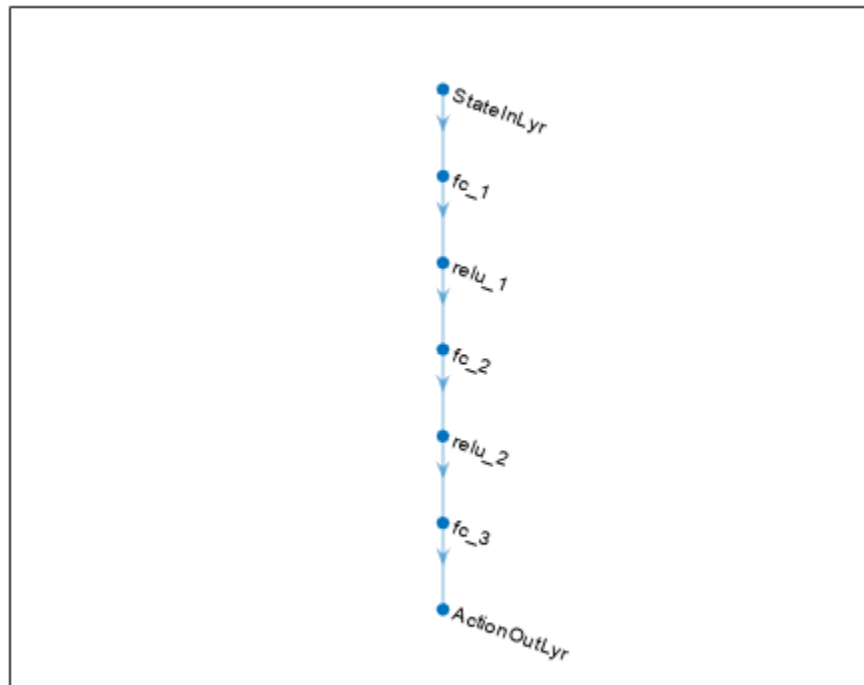 StateInLyr
fc_1
relu_1
fc_2
relu_2
fc_3
ActionOutLyr